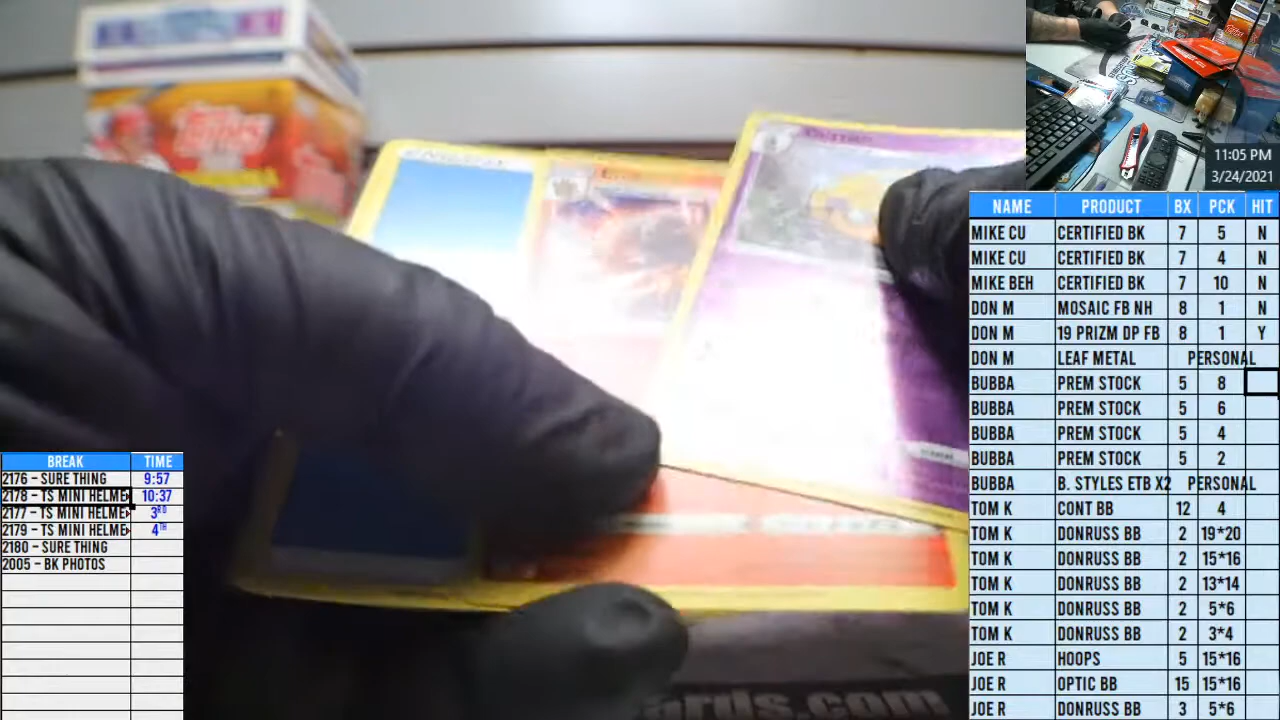 Topps
11:05 PM
3/24/2021
NAME PRODUCT BX PCK HIT
MIKE CU CERTIFIED BK 7 5 N
MIKE CU CERTIFIED BK 7 4 N
MIKE BEH CERTIFIED BK 7 10 N
DON M MOSAIC FB NH 8 1 N
DON M 19 PRIZM DP FB 8 1 Y
DON M LEAF METAL PERSONAL
BUBBA PREM STOCK 5 8
BUBBA PREM STOCK 5 6
BUBBA PREM STOCK 5 4
BUBBA PREM STOCK 5 2
BUBBA B. STYLES ETB X2 PERSONAL
TOM K CONT BB 12 4
TOM K DONRUSS BB 2 19*20
TOM K DONRUSS BB 2 15*16
TOM K DONRUSS BB 2 13*14
TOM K DONRUSS BB 2 5*6
TOM K DONRUSS BB 2 3*4
JOE R HOOPS 5 15*16
JOE R OPTIC BB 15 15*16
JOE R DONRUSS BB 3 5*6
BREAK TIME
2176 – SURE THING 9:57
2178 – TS MINI HELME 10:37
2177 – TS MINI HELME 3RD
2179 – TS MINI HELME 4TH
2180 – SURE THING
2005 – BK PHOTOS
ards.com